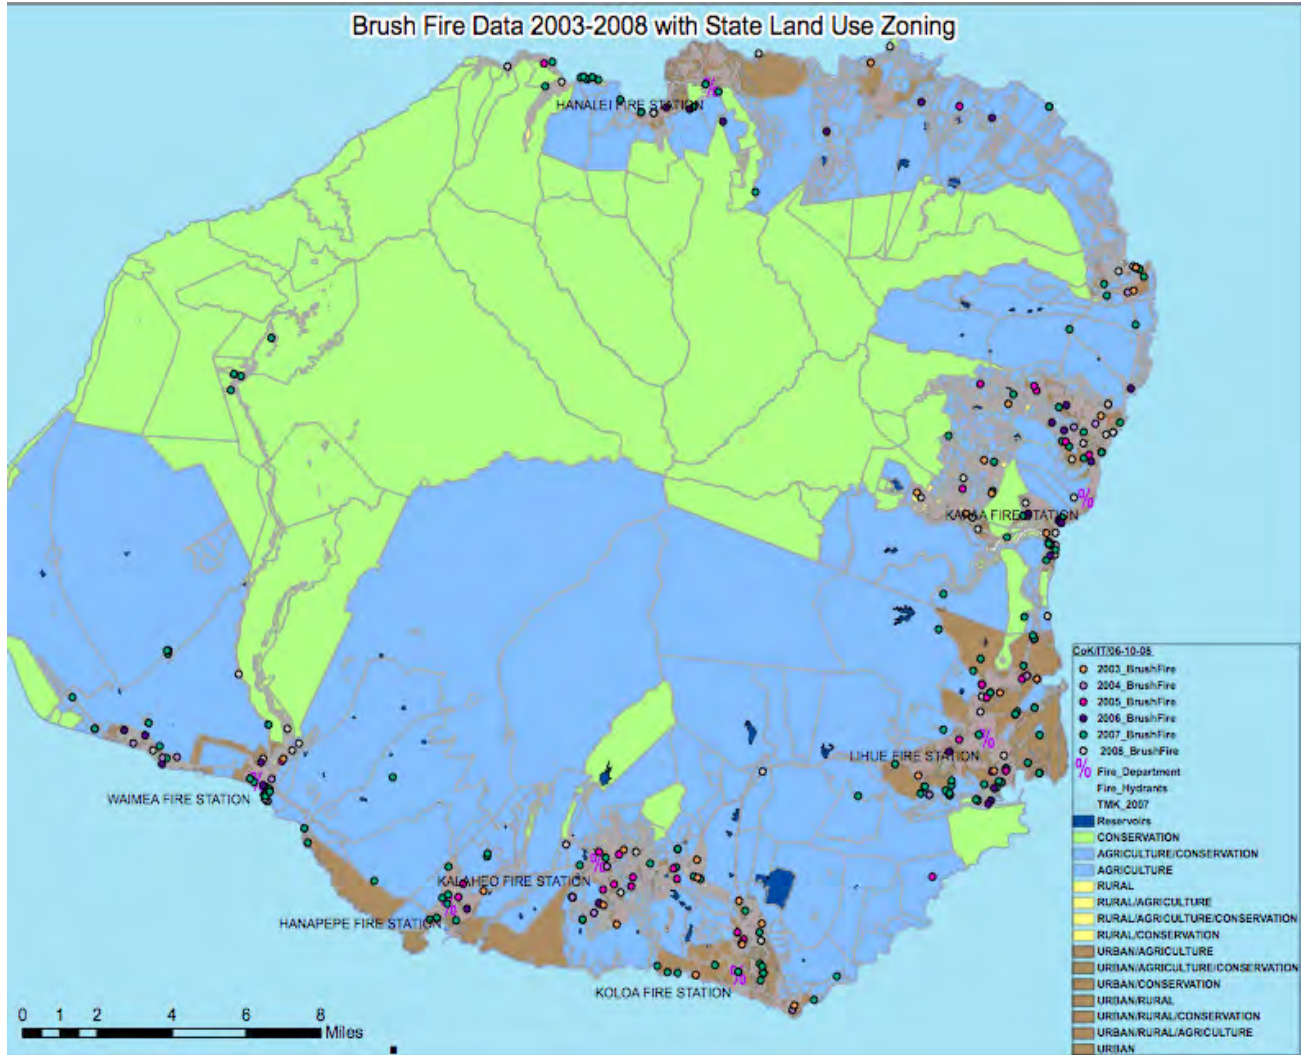 Brush Fire Data 2003-2008 with State Land Use Zoning
HANALEI FIRE STATION
KAPAA FIRE STATION
LIHUE FIRE STATION
WAIMEA FIRE STATION
KALAHEO FIRE STATION
HANAPEPE FIRE STATION
KOLOA FIRE STATION
CoK/IT/06-10-08
2003_BrushFire
2004_BrushFire
2005_BrushFire
2006_BrushFire
2007_BrushFire
2008_BrushFire
% Fire_Department
Fire_Hydrants
TMK_2007
Reservoirs
CONSERVATION
AGRICULTURE/CONSERVATION
AGRICULTURE
RURAL
RURAL/AGRICULTURE
RURAL/AGRICULTURE/CONSERVATION
RURAL/CONSERVATION
URBAN/AGRICULTURE
URBAN/AGRICULTURE/CONSERVATION
URBAN/CONSERVATION
URBAN/RURAL
URBAN/RURAL/CONSERVATION
URBAN/RURAL/AGRICULTURE
URBAN
0 1 2 4 6 8
Miles